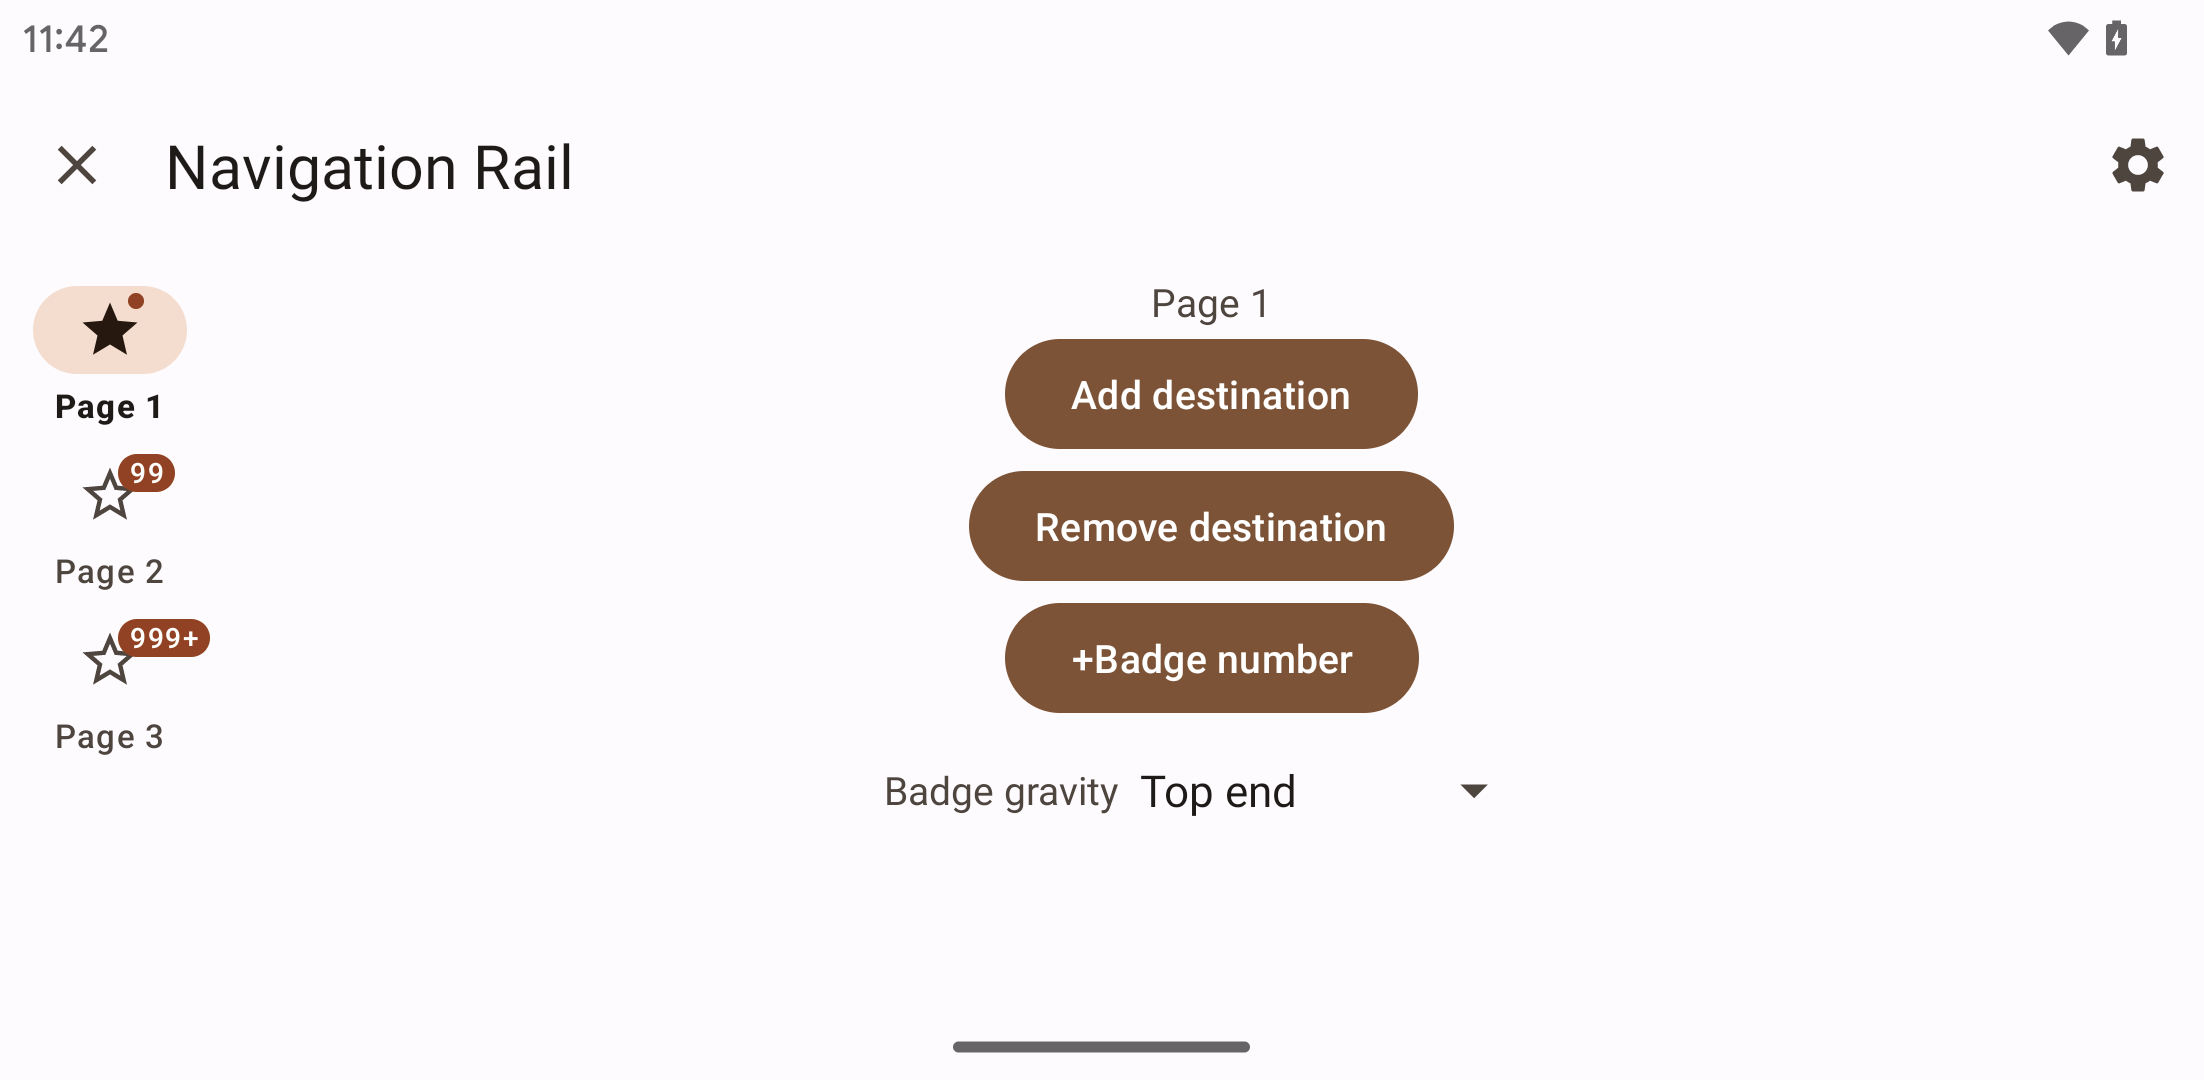 11:42
Navigation Rail
Page 1
99
Page 2
999+
Page 3
Page 1
Add destination
Remove destination
+Badge number
Badge gravity Top end